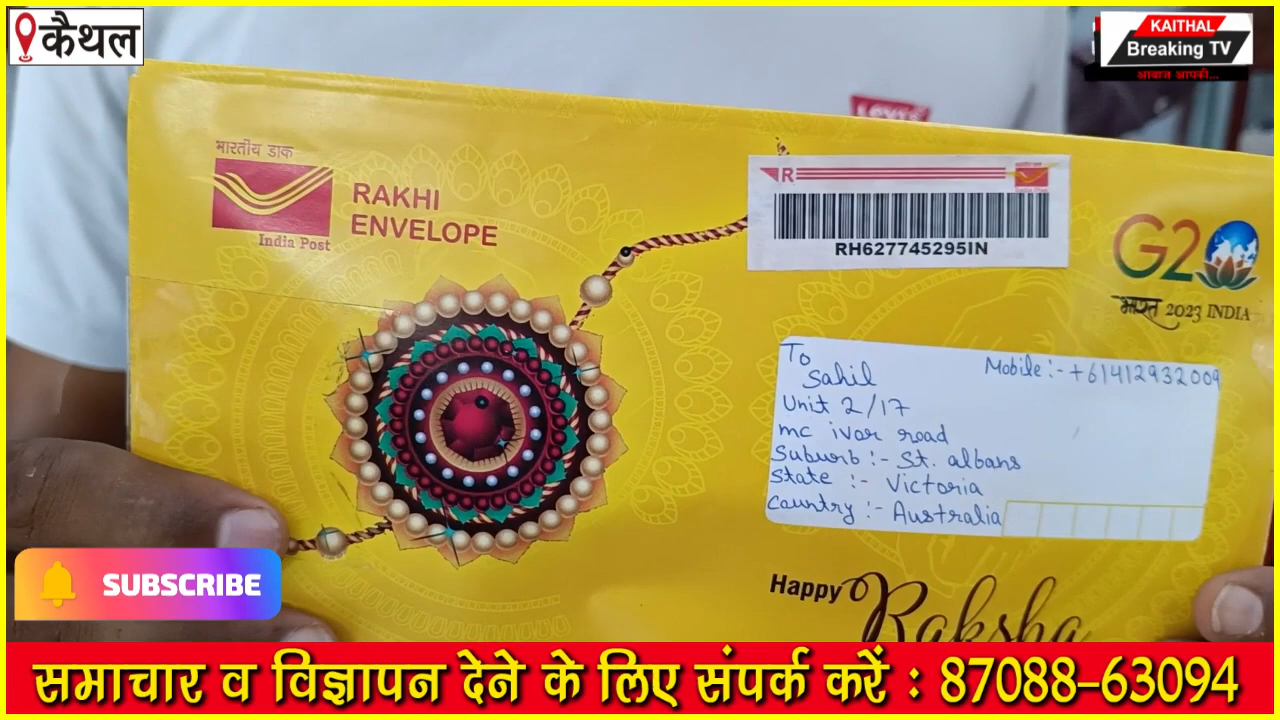 कैथल
KAITHAL
Breaking TV
आवाज आपकी...
भारतीय डाक
India Post
RAKHI
ENVELOPE
R
RH627745295IN
G20
भारत 2023 INDIA
To
Sahil
Mobile :- +61412932009
Unit 2/17
mc ivor road
Suburb :- St. albans
State :- Victoria
Country :- Australia
Happy Raksha
SUBSCRIBE
समाचार व विज्ञापन देने के लिए संपर्क करें : 87088-63094